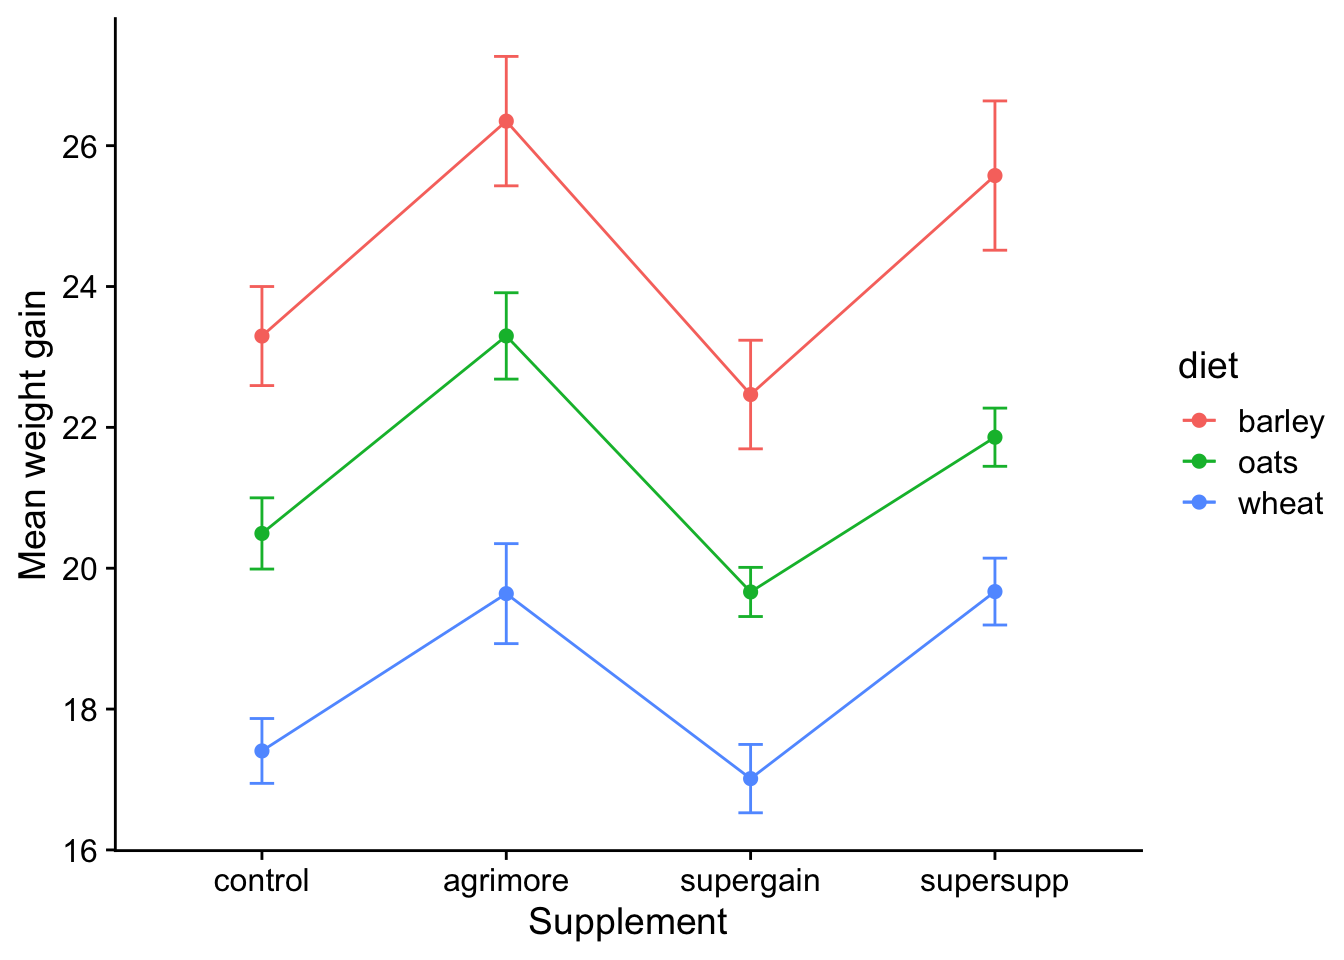 26
24
22
20
18
16
Mean weight gain
control agrimore supergain supersupp
Supplement
diet
barley
oats
wheat